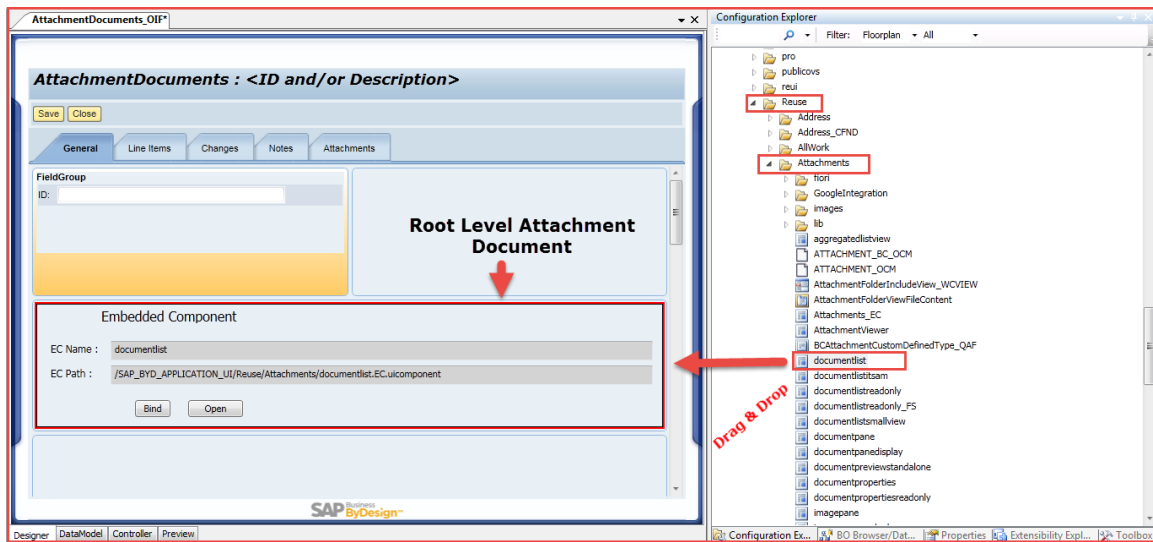 AttachmentDocuments_OIF*
AttachmentDocuments : <ID and/or Description>
Save Close
General Line Items Changes Notes Attachments
FieldGroup
ID:
Root Level Attachment
Document
Embedded Component
EC Name : documentlist
EC Path : /SAP_BYD_APPLICATION_UI/Reuse/Attachments/documentlist.EC.uicomponent
Bind Open
SAP Business ByDesign
Designer DataModel Controller Preview
Configuration Explorer
Filter: Floorplan All
pro
publicovs
reui
Reuse
Address
Address_CFND
AllWork
Attachments
fiori
GoogleIntegration
images
lib
aggregatedlistview
ATTACHMENT_BC_OCM
ATTACHMENT_OCM
AttachmentFolderIncludeView_WCVIEW
AttachmentFolderViewFileContent
Attachments_EC
AttachmentViewer
BCAttachmentCustomDefinedType_QAF
documentlist
documentlistitsam
documentlistreadonly
documentlistreadonly_FS
documentlistsmallview
documentpane
documentpanedisplay
documentpreviewstandalone
documentproperties
documentpropertiesreadonly
imagepane
Drag & Drop
Configuration Ex... BO Browser/Dat... Properties Extensibility Expl... Toolbox